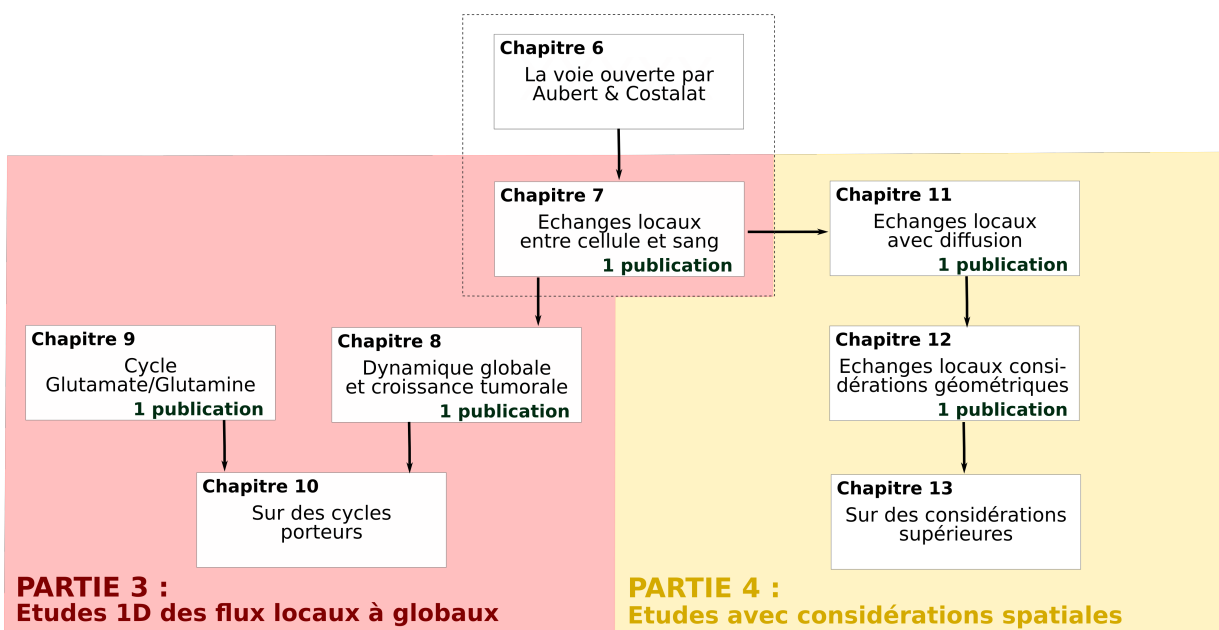 Chapitre 6
La voie ouverte par
Aubert & Costalat
Chapitre 7
Echanges locaux
entre cellule et sang
1 publication
Chapitre 11
Echanges locaux
avec diffusion
1 publication
Chapitre 9
Cycle
Glutamate/Glutamine
1 publication
Chapitre 8
Dynamique globale
et croissance tumorale
1 publication
Chapitre 12
Echanges locaux consi-
dérations géométriques
1 publication
Chapitre 10
Sur des cycles
porteurs
Chapitre 13
Sur des considérations
supérieures
PARTIE 3 :
Etudes 1D des flux locaux à globaux
PARTIE 4 :
Etudes avec considérations spatiales